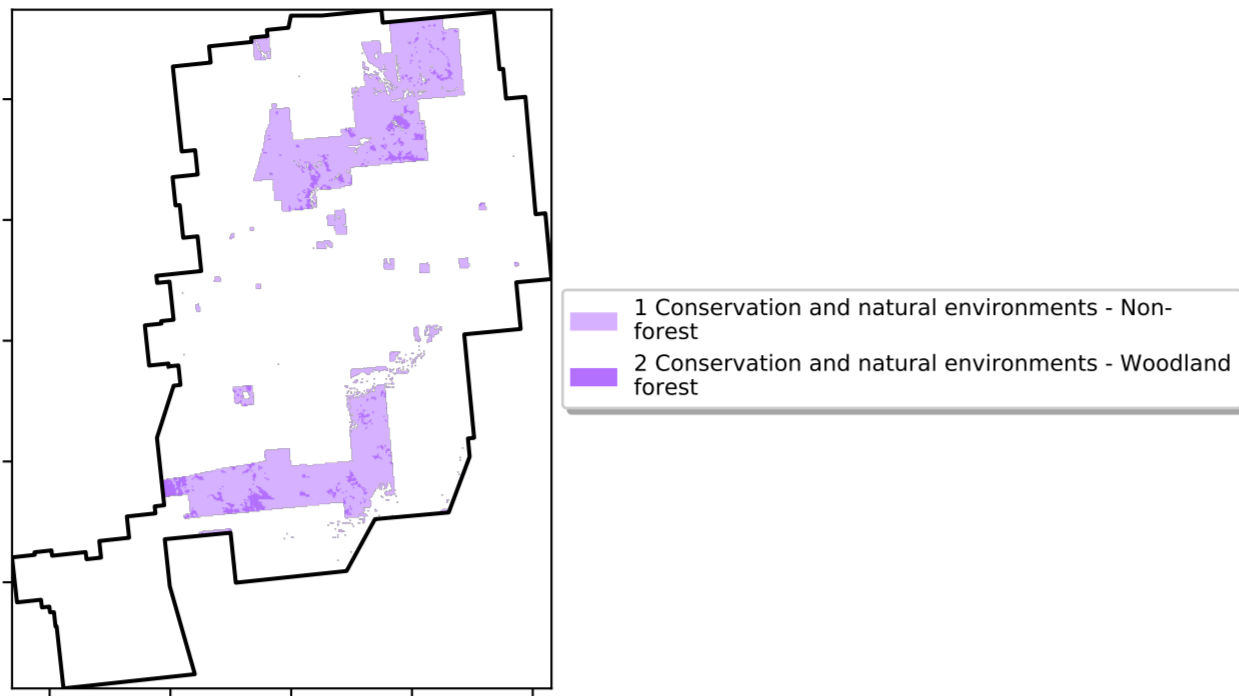 1 Conservation and natural environments - Non-
forest
2 Conservation and natural environments - Woodland
forest